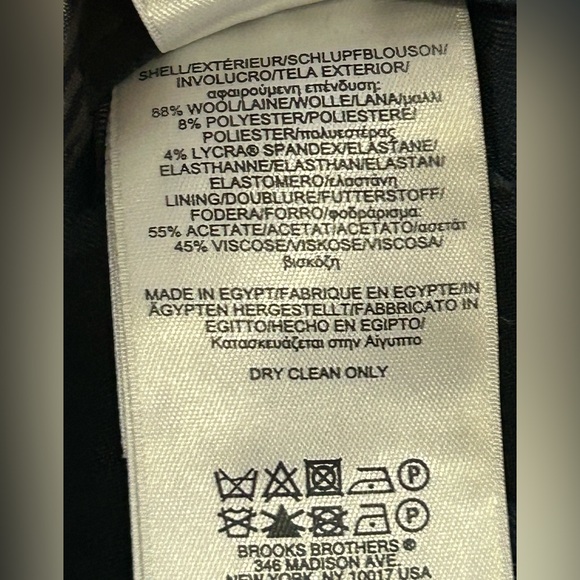 SHELL/EXTÉRIEUR/SCHLUPFBLOUSON/
INVOLUCRO/TELA EXTERIOR/
αφαιρούμενη επένδυση:
88% WOOL/LAINE/WOLLE/LANA/μαλλί
8% POLYESTER/POLIESTERE/
POLIESTER/πολυεστέρας
4% LYCRA® SPANDEX/ELASTANE/
ELASTHANNE/ELASTHAN/ELASTAN/
ELASTOMERO/ελαστάνη
LINING/DOUBLURE/FUTTERSTOFF/
FODERA/FORRO/φοδράρισμα:
55% ACETATE/ACETAT/ACETATO/ασετάτ
45% VISCOSE/VISKOSE/VISCOSA/
βισκόζη
MADE IN EGYPT/FABRIQUE EN EGYPTE/IN
ÄGYPTEN HERGESTELLT/FABBRICATO IN
EGITTO/HECHO EN EGIPTO/
Κατασκευάζεται στην Αίγυπτο
DRY CLEAN ONLY
P
P
BROOKS BROTHERS ®
346 MADISON AVE
NEW YORK, NY 10017 USA